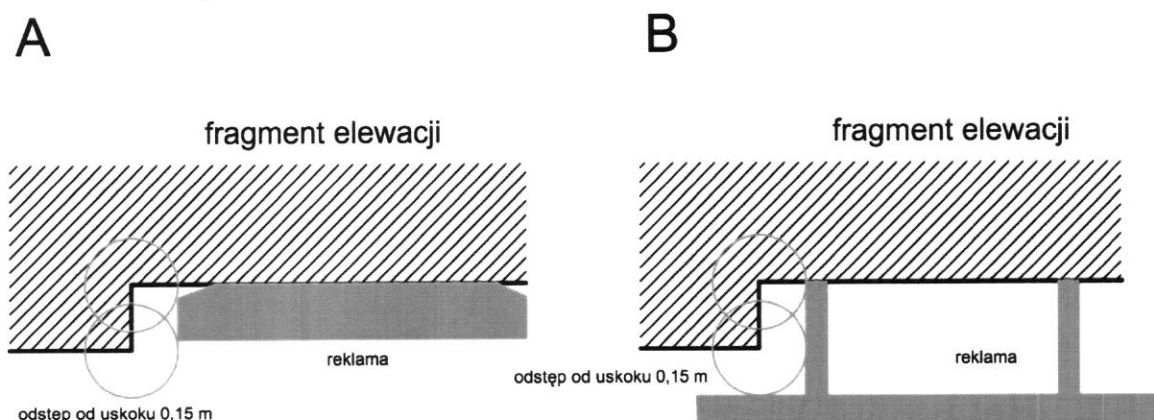 A
B
fragment elewacji
fragment elewacji
reklama
reklama
odstęp od uskoku 0,15 m
odstęp od uskoku 0,15 m